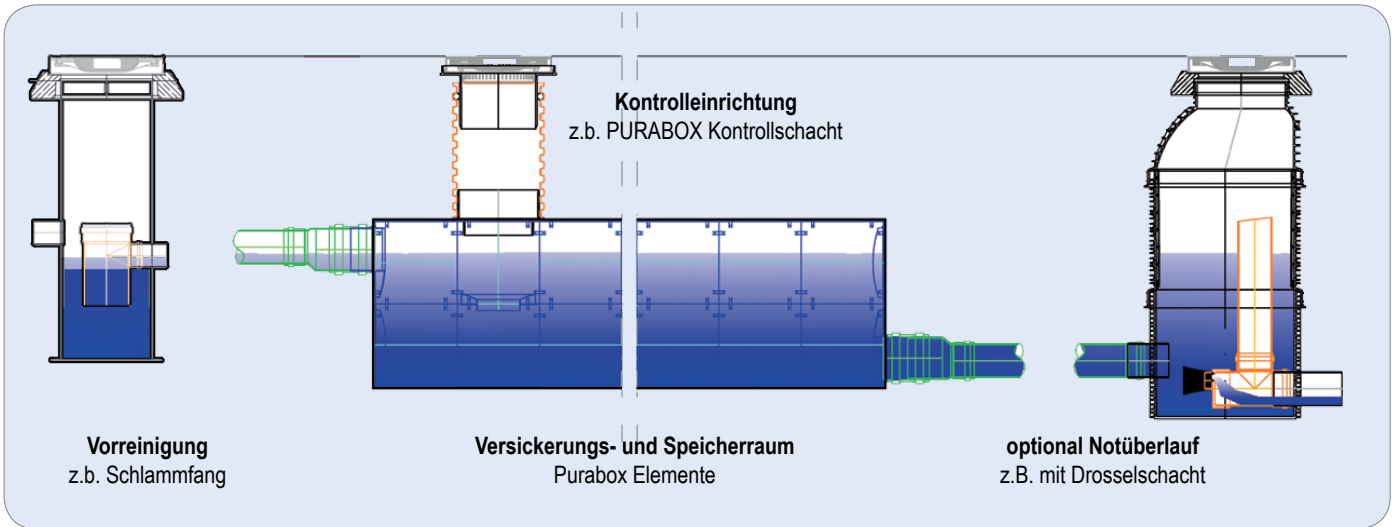 Kontrolleinrichtung
z.b. PURABOX Kontrollschacht
Vorreinigung
z.b. Schlammfang
Versickerungs- und Speicherraum
Purabox Elemente
optional Notüberlauf
z.B. mit Drosselschacht